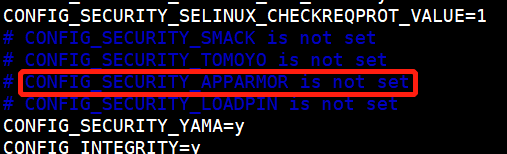 CONFIG_SECURITY_SELINUX_CHECKREQPROT_VALUE=1
# CONFIG_SECURITY_SMACK is not set
# CONFIG_SECURITY_TOMOYO is not set
# CONFIG_SECURITY_APPARMOR is not set
# CONFIG_SECURITY_LOADPIN is not set
CONFIG_SECURITY_YAMA=y
CONFIG_INTEGRITY=y